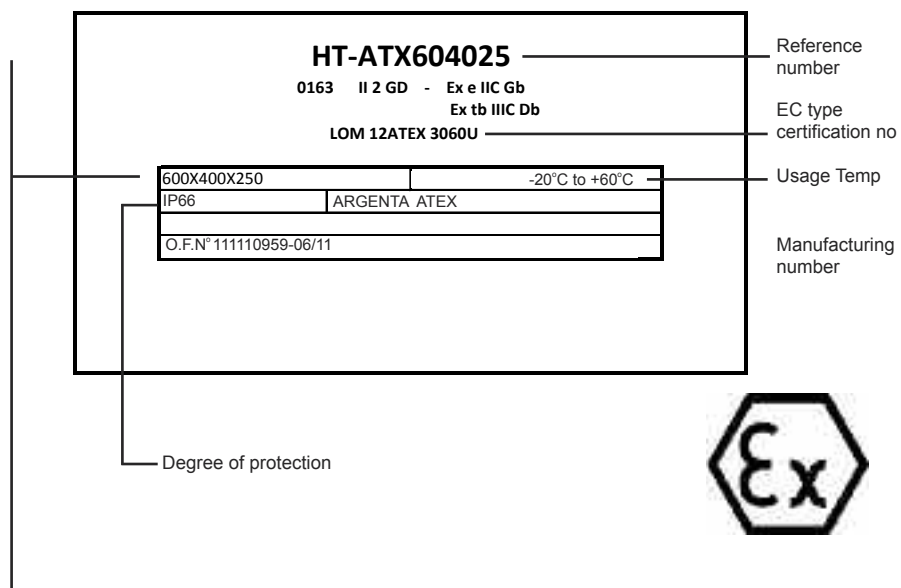 HT-ATX604025
0163 II 2 GD - Ex e IIC Gb
Ex tb IIIC Db
LOM 12ATEX 3060U
600X400X250 -20°C to +60°C
IP66 ARGENTA ATEX
O.F.N° 111110959-06/11
Reference
number
EC type
certification no
Usage Temp
Manufacturing
number
Degree of protection
Ex